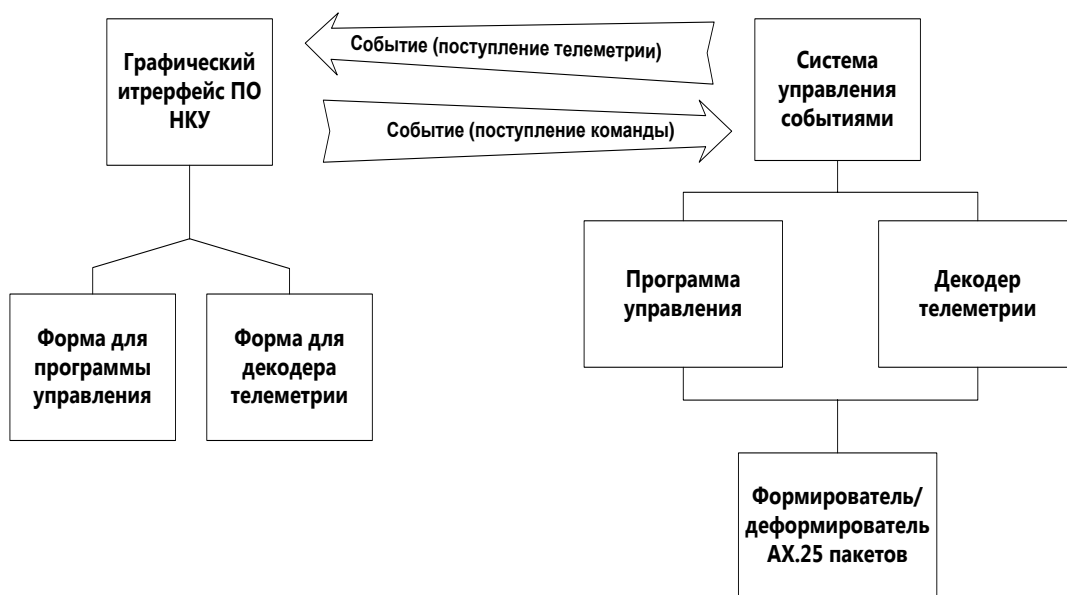 Графический
итрерфейс ПО
НКУ
Событие (поступление телеметрии)
Событие (поступление команды)
Система
управления
событиями
Программа
управления
Декодер
телеметрии
Форма для
программы
управления
Форма для
декодера
телеметрии
Формирователь/
деформирователь
AX.25 пакетов